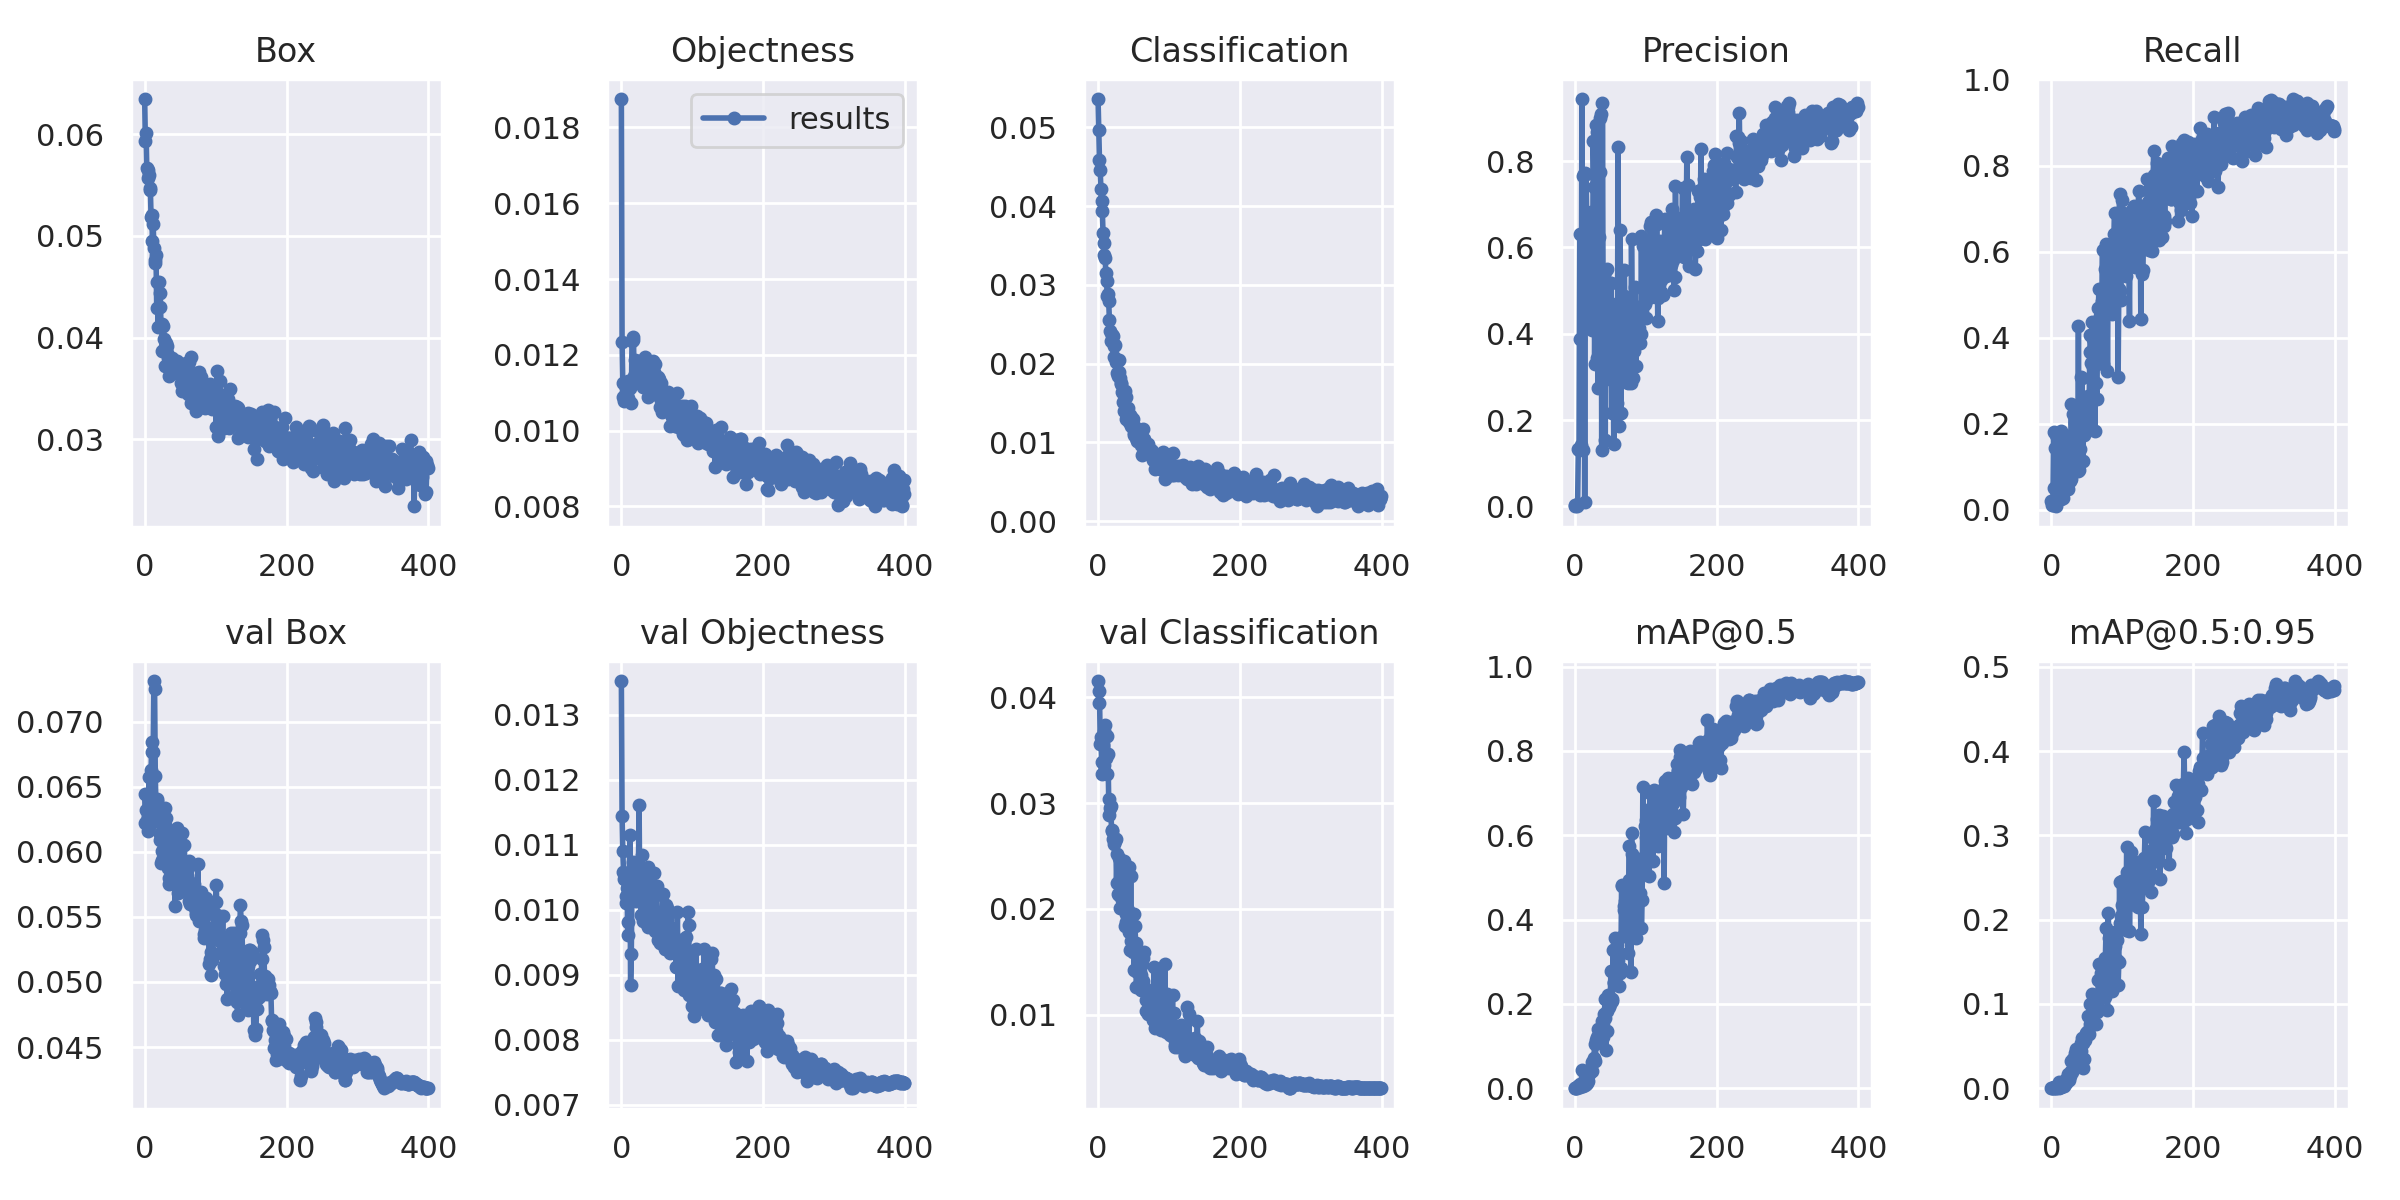 Box
0.06
0.05
0.04
0.03
0 200 400
Objectness
results
0.018
0.016
0.014
0.012
0.010
0.008
0 200 400
Classification
0.05
0.04
0.03
0.02
0.01
0.00
0 200 400
Precision
0.8
0.6
0.4
0.2
0.0
0 200 400
Recall
1.0
0.8
0.6
0.4
0.2
0.0
0 200 400
val Box
0.070
0.065
0.060
0.055
0.050
0.045
0 200 400
val Objectness
0.013
0.012
0.011
0.010
0.009
0.008
0.007
0 200 400
val Classification
0.04
0.03
0.02
0.01
0 200 400
mAP@0.5
1.0
0.8
0.6
0.4
0.2
0.0
0 200 400
mAP@0.5:0.95
0.5
0.4
0.3
0.2
0.1
0.0
0 200 400